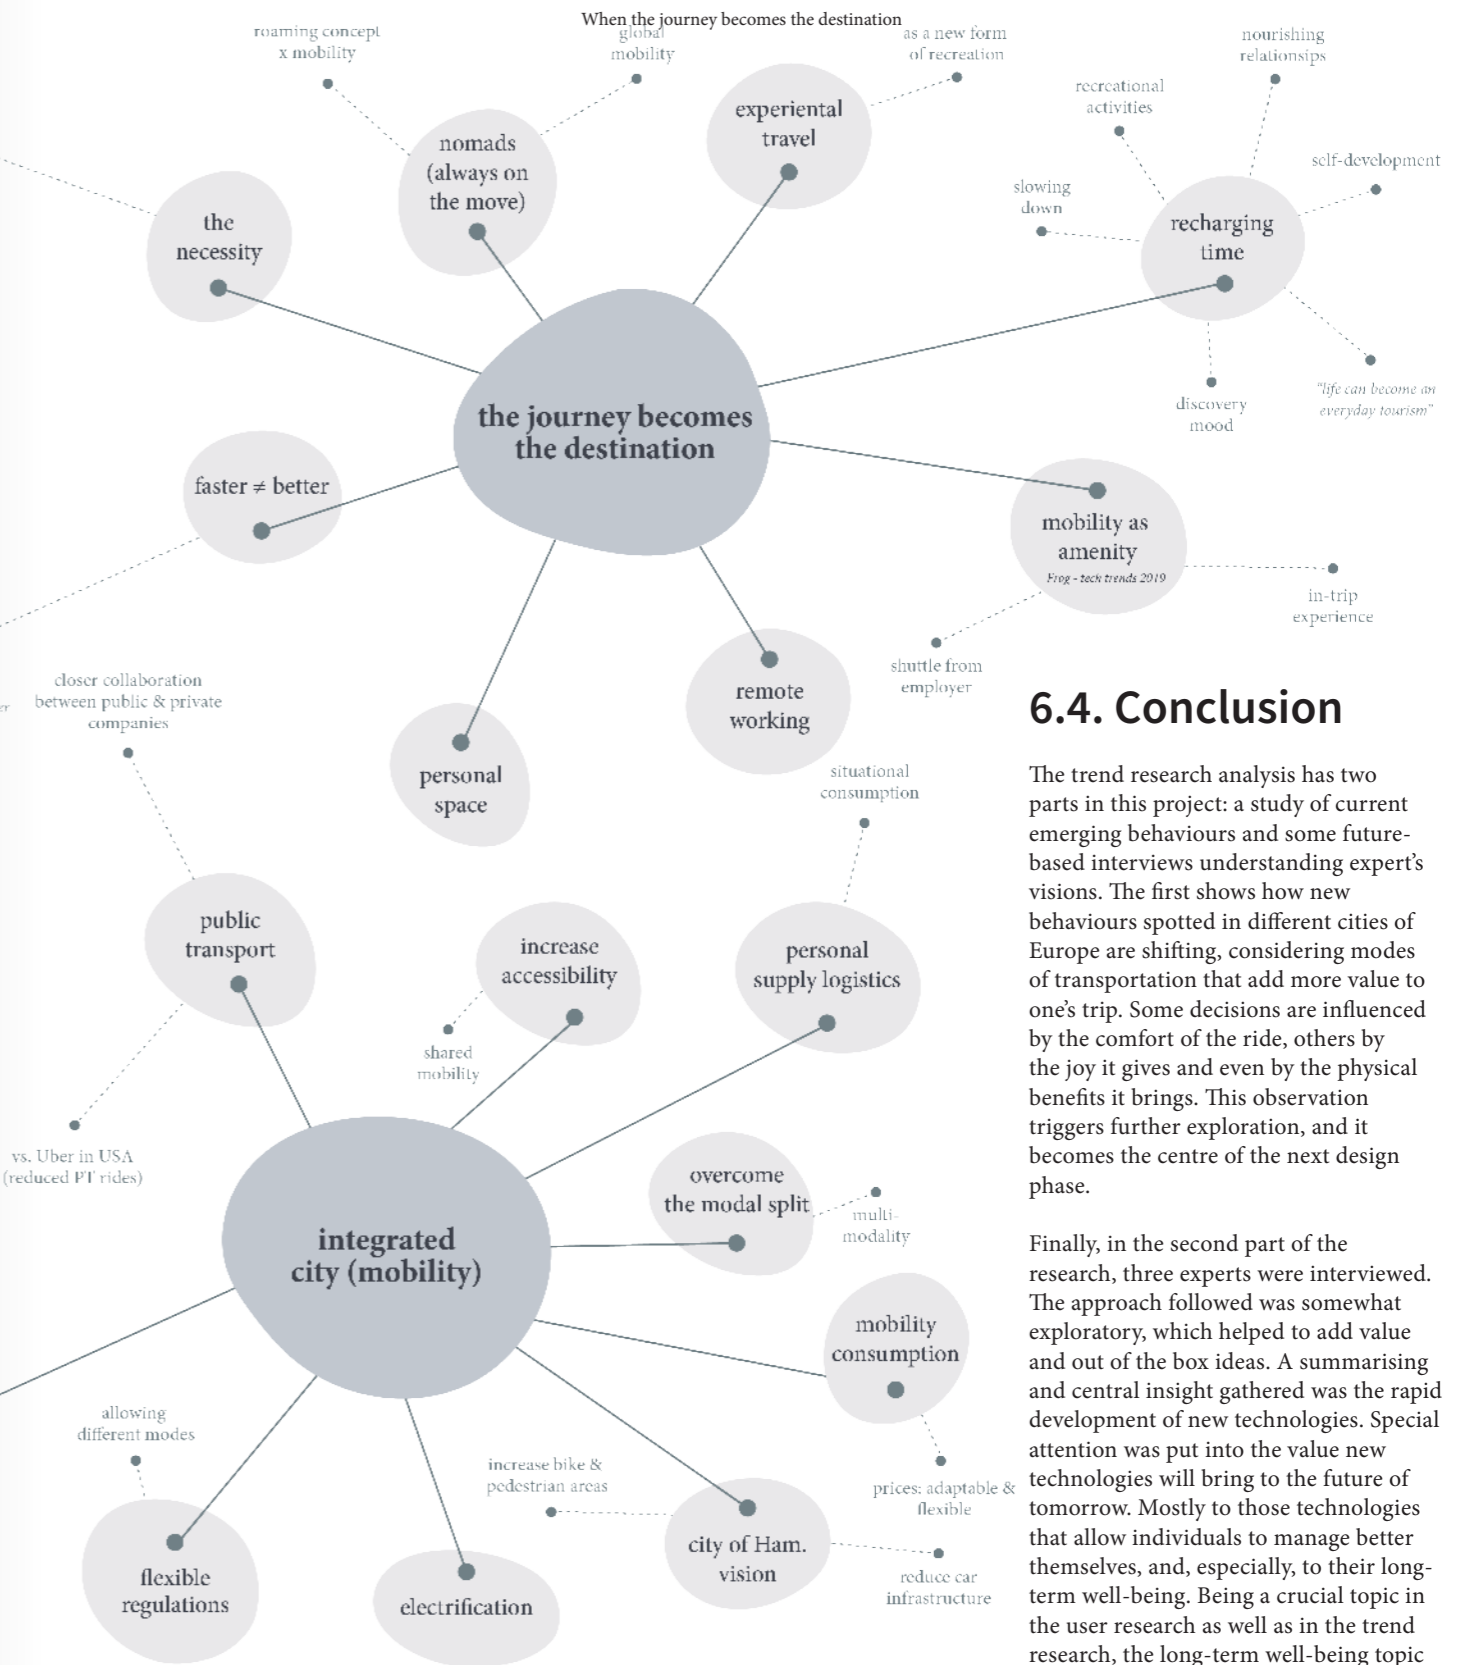 When the journey becomes the destination
roaming concept
x mobility
global
mobility
as a new form
of recreation
nourishing
relationsips
recreational
activities
self-development
slowing
down
experiental
travel
nomads
(always on
the move)
the
necessity
recharging
time
"life can become an
everyday tourism"
discovery
mood
the journey becomes
the destination
faster ≠ better
mobility as
amenity
Frog - tech trends 2019
in-trip
experience
shuttle from
employer
remote
working
personal
space
closer collaboration
between public & private
companies
er
situational
consumption
public
transport
increase
accessibility
personal
supply logistics
shared
mobility
vs. Uber in USA
(reduced PT rides)
overcome
the modal split
multi-
modality
integrated
city (mobility)
mobility
consumption
prices: adaptable &
flexible
allowing
different modes
increase bike &
pedestrian areas
city of Ham.
vision
reduce car
infrastructure
flexible
regulations
electrification
6.4. Conclusion
The trend research analysis has two
parts in this project: a study of current
emerging behaviours and some future-
based interviews understanding expert’s
visions. The first shows how new
behaviours spotted in different cities of
Europe are shifting, considering modes
of transportation that add more value to
one’s trip. Some decisions are influenced
by the comfort of the ride, others by
the joy it gives and even by the physical
benefits it brings. This observation
triggers further exploration, and it
becomes the centre of the next design
phase.
Finally, in the second part of the
research, three experts were interviewed.
The approach followed was somewhat
exploratory, which helped to add value
and out of the box ideas. A summarising
and central insight gathered was the rapid
development of new technologies. Special
attention was put into the value new
technologies will bring to the future of
tomorrow. Mostly to those technologies
that allow individuals to manage better
themselves, and, especially, to their long-
term well-being. Being a crucial topic in
the user research as well as in the trend
research, the long-term well-being topic